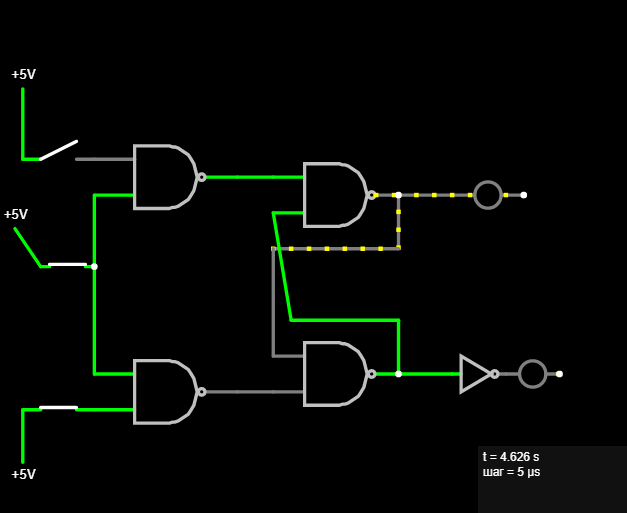 +5V
+5V
+5V
t = 4.626 s
шаг = 5 µs